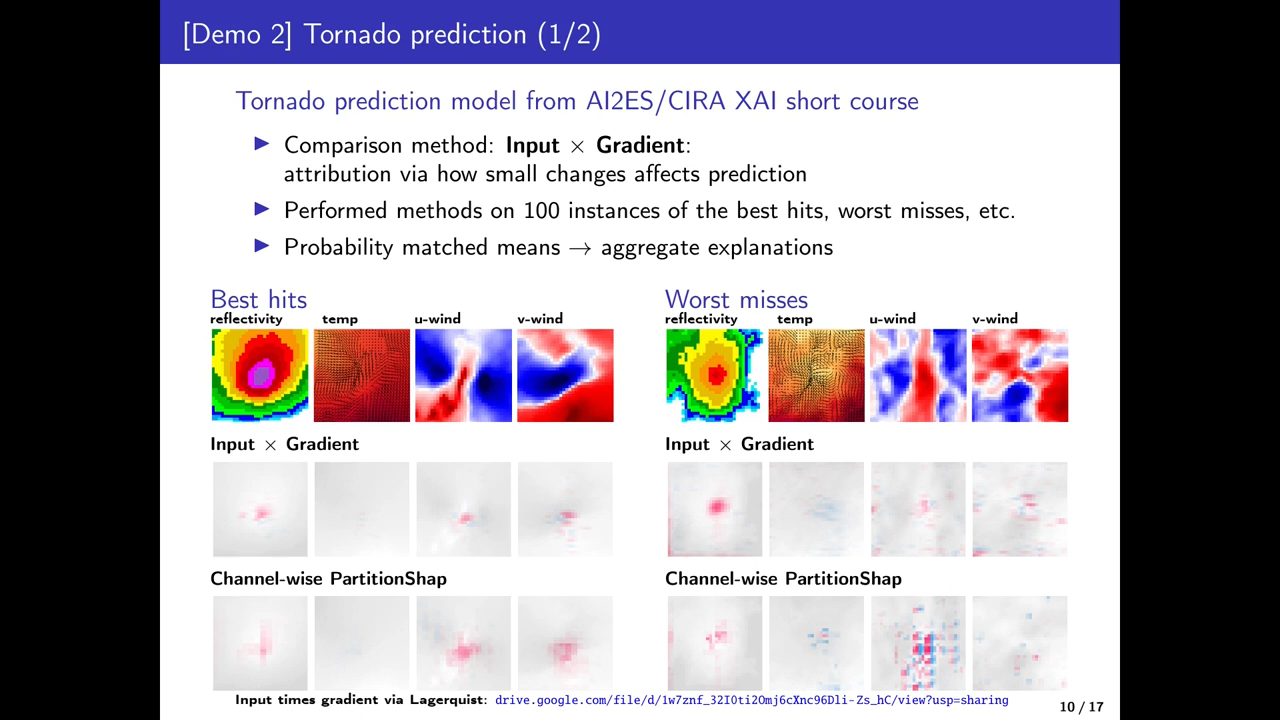 [Demo 2] Tornado prediction (1/2)
Tornado prediction model from AI2ES/CIRA XAI short course
▶ Comparison method: Input × Gradient:
attribution via how small changes affects prediction
▶ Performed methods on 100 instances of the best hits, worst misses, etc.
▶ Probability matched means → aggregate explanations
Best hits
reflectivity temp u-wind v-wind
Input × Gradient
Channel-wise PartitionShap
Worst misses
reflectivity temp u-wind v-wind
Input × Gradient
Channel-wise PartitionShap
Input times gradient via Lagerquist: drive.google.com/file/d/1w7znf_32I0ti2Omj6cXnc96Dli-Zs_hC/view?usp=sharing
10 / 17